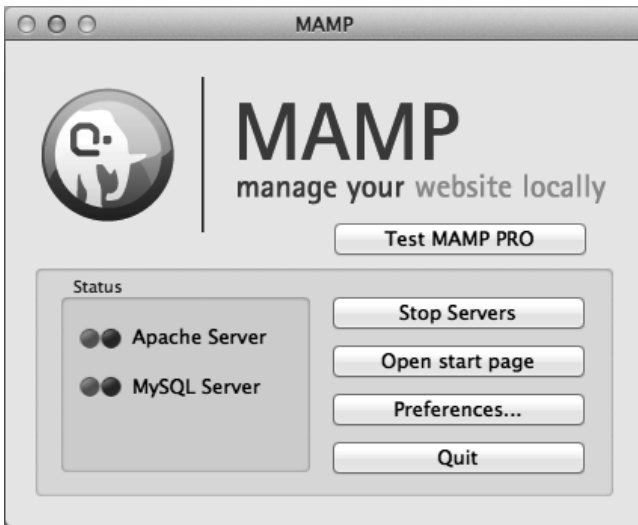 MAMP
MAMP
manage your website locally
Test MAMP PRO
Status
Apache Server
MySQL Server
Stop Servers
Open start page
Preferences...
Quit